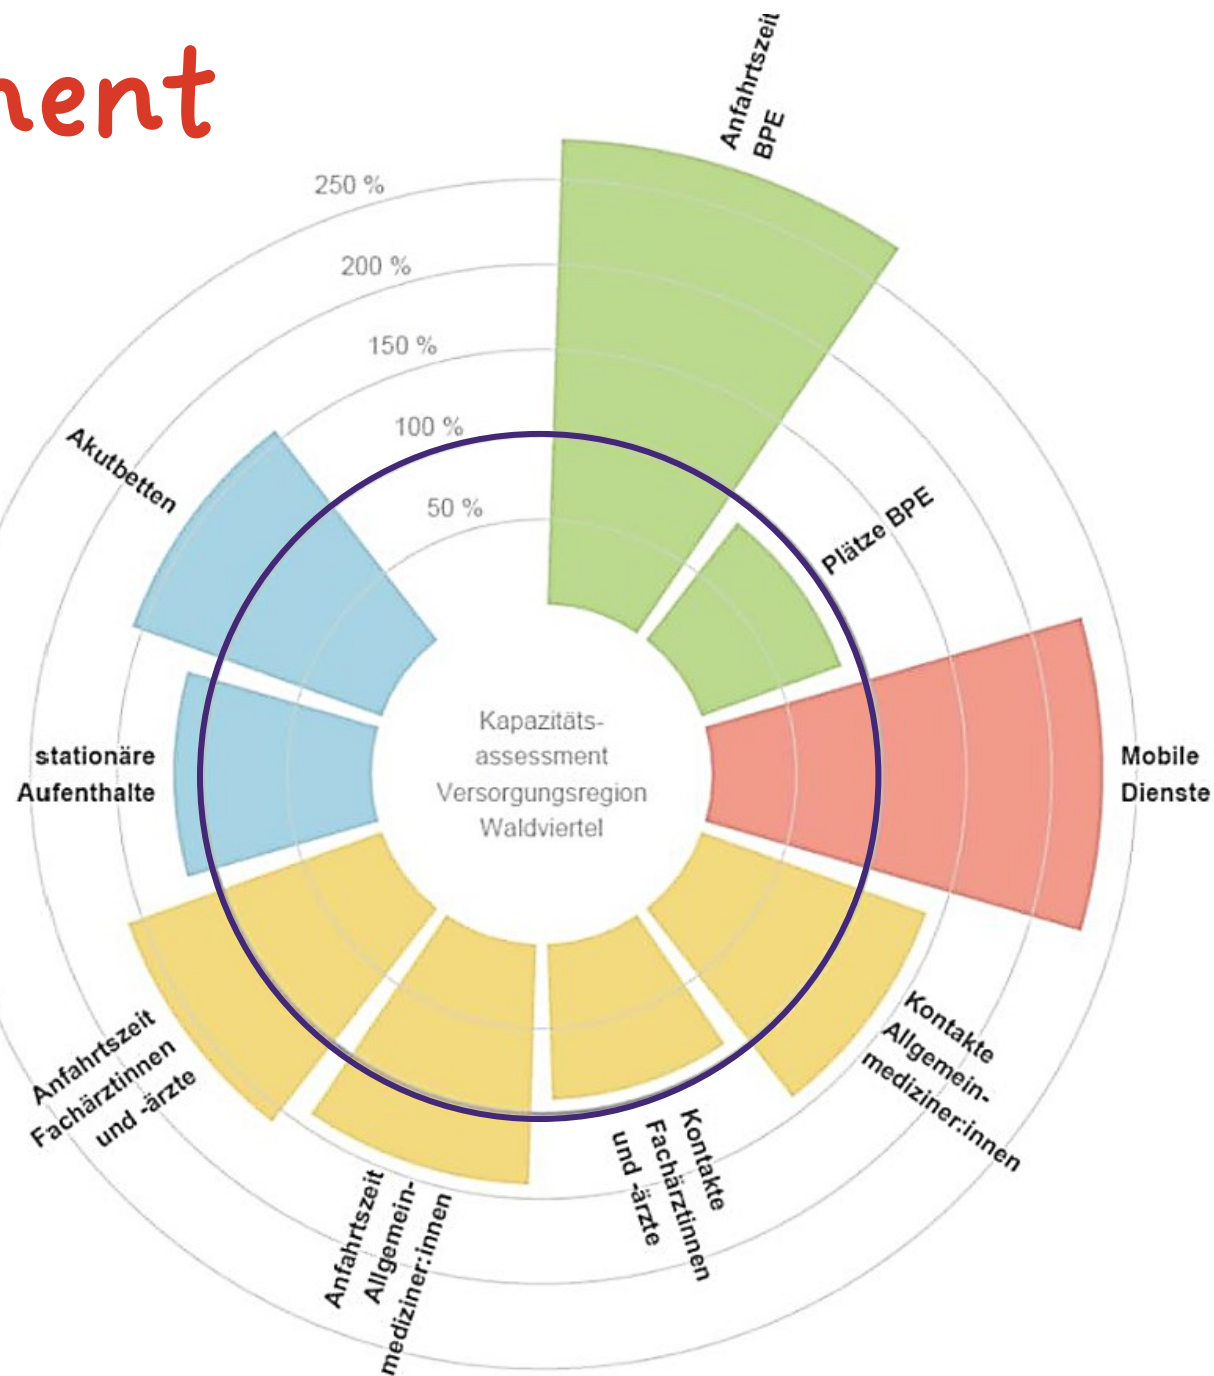 ment
Anfahrtszeit
BPE
250 %
200 %
150 %
100 %
50 %
Akutbetten
Plätze BPE
Kapazitäts-
assessment
Versorgungsregion
Waldviertel
stationäre
Aufenthalte
Mobile
Dienste
Kontakte
Allgemein-
mediziner:innen
Kontakte
Fachärztinnen
und -ärzte
Anfahrtszeit
Allgemein-
mediziner:innen
Anfahrtszeit
Fachärztinnen
und -ärzte